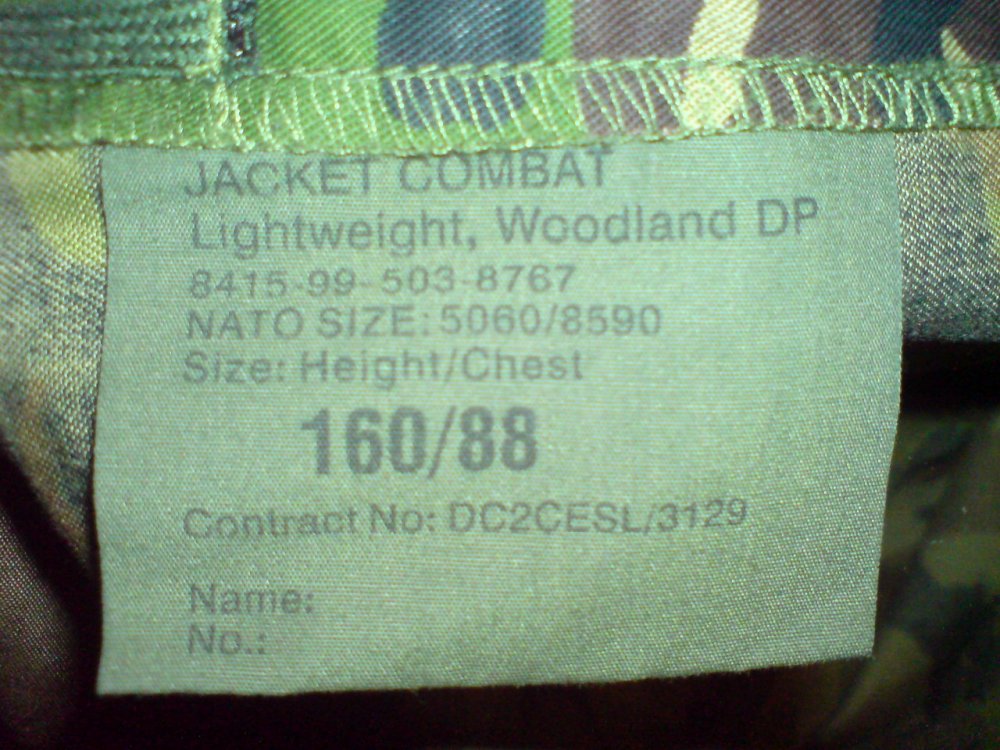 JACKET COMBAT
Lightweight, Woodland DP
8415-99-503-8767
NATO SIZE: 5060/8590
Size: Height/Chest
160/88
Contract No: DC2CESL/3129
Name:
No.: